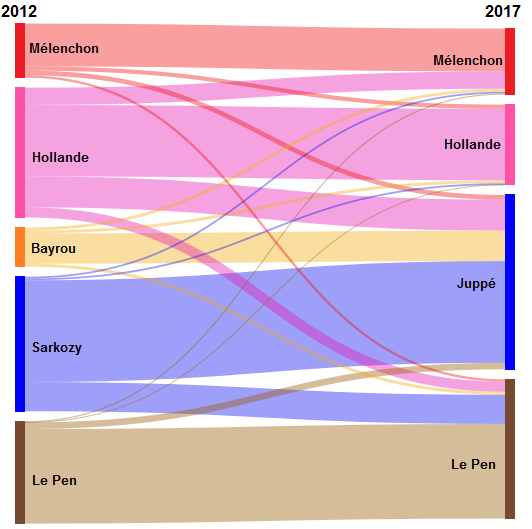 2012 2017
Mélenchon
Mélenchon
Hollande
Hollande
Bayrou
Juppé
Sarkozy
Le Pen
Le Pen